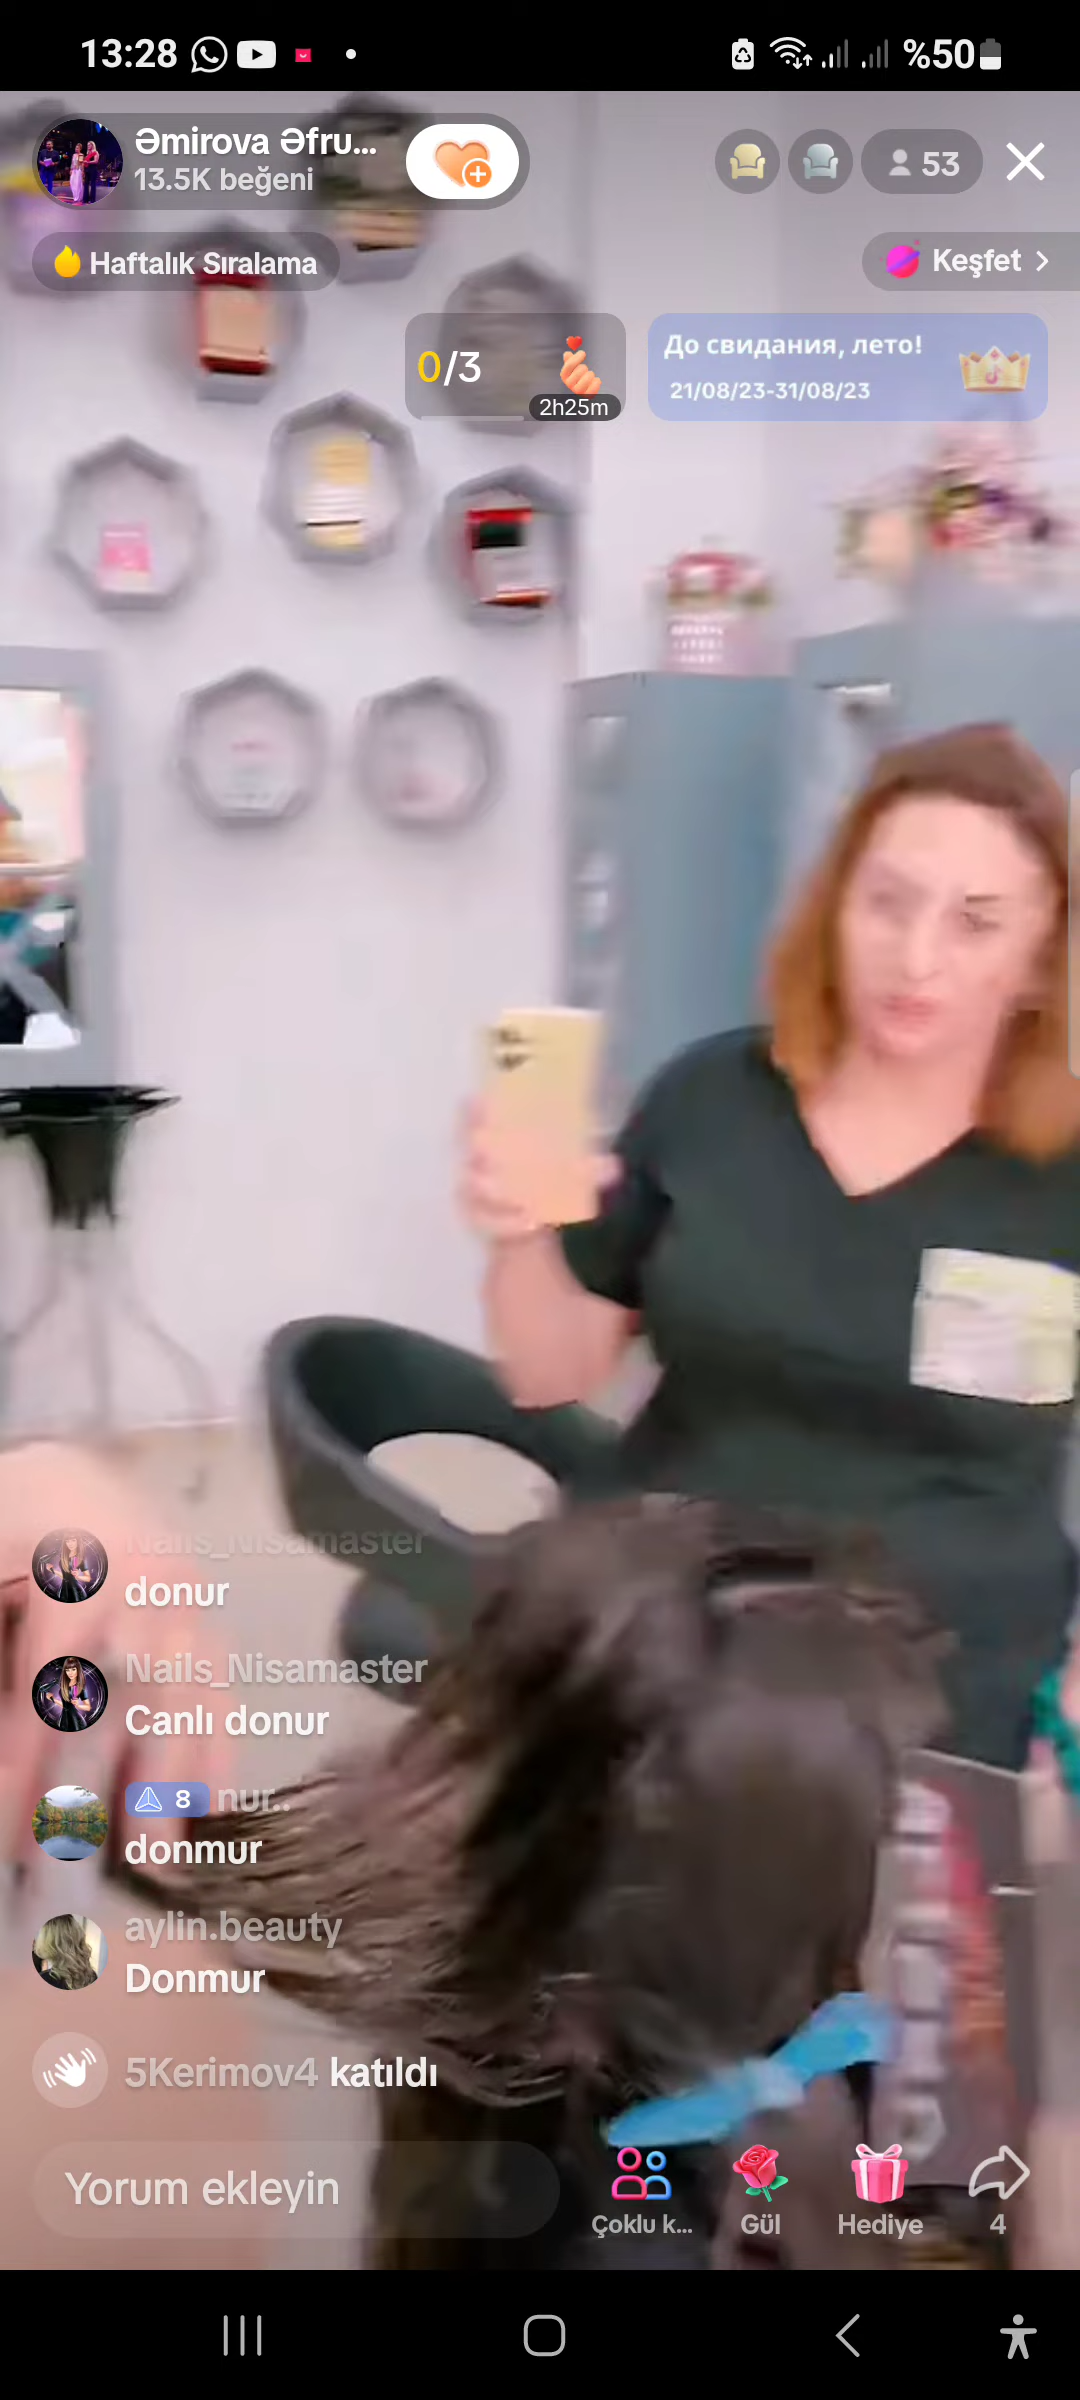 13:28
%50
Əmirova Əfru...
13.5K beğeni
53
Haftalık Sıralama
Keşfet
0/3
2h25m
До свидания, лето!
21/08/23-31/08/23
Nails_Nisamaster
donur
Nails_Nisamaster
Canlı donur
8 nur..
donmur
aylin.beauty
Donmur
5Kerimov4 katıldı
Yorum ekleyin
Çoklu k...
Gül
Hediye
4